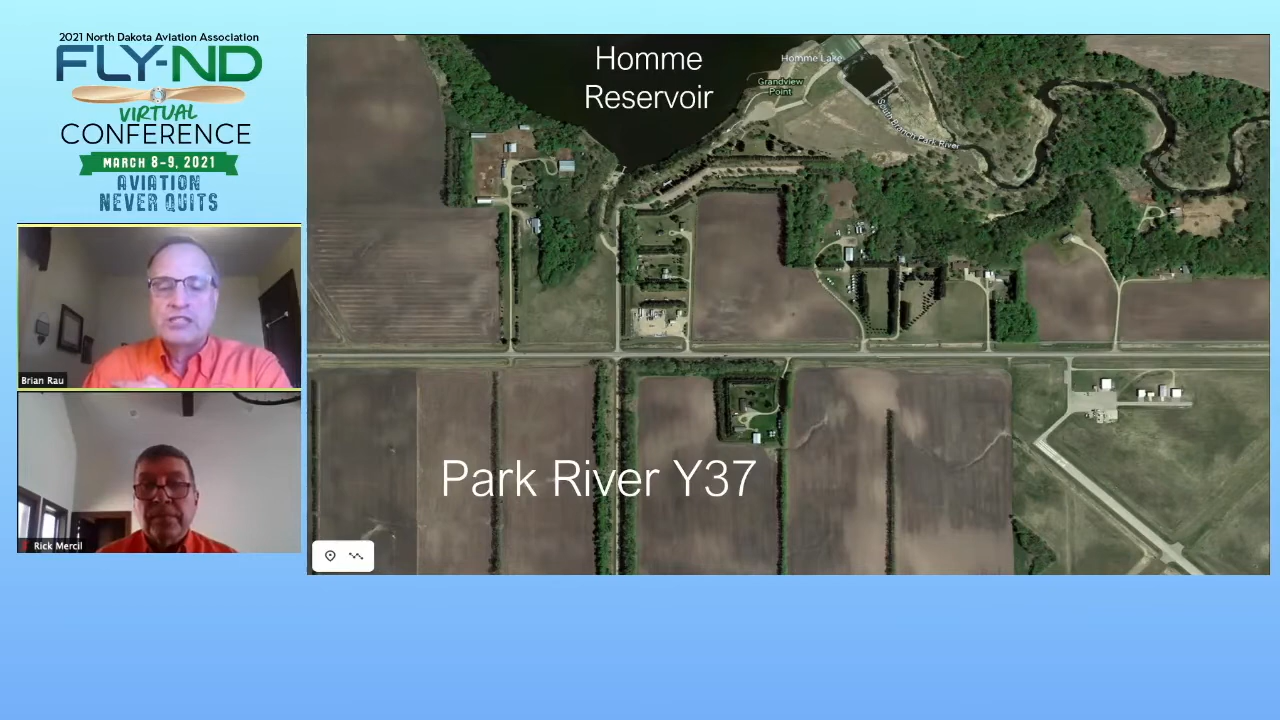 2021 North Dakota Aviation Association
FLY-ND
VIRTUAL
CONFERENCE
MARCH 8-9, 2021
AVIATION
NEVER QUITS
Brian Rau
Rick Mercil
Homme
Reservoir
Homme Lake
Grandview
Point
South Branch Park River
Park River Y37